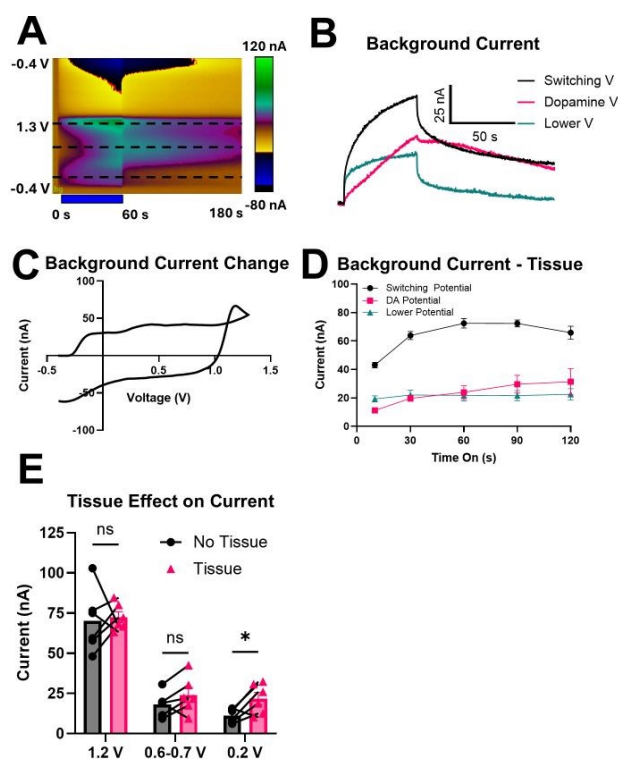 A
120 nA
-0.4 V
1.3 V
-0.4 V
-80 nA
0 s
60 s
180 s
B
Background Current
Switching V
Dopamine V
Lower V
25 nA
50 s
C
Background Current Change
Current (nA)
100
50
-50
-100
-0.5
0.5
1.0
1.5
Voltage (V)
D
Background Current - Tissue
Switching Potential
DA Potential
Lower Potential
Current (nA)
100
80
60
40
20
0
0
30
60
90
120
Time On (s)
E
Tissue Effect on Current
Current (nA)
125
100
75
50
25
0
ns
ns
*
No Tissue
Tissue
1.2 V
0.6-0.7 V
0.2 V